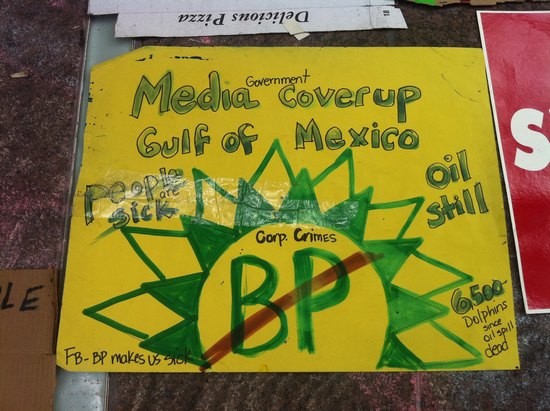 Delicious Pizza
Government
Media Coverup
Gulf of Mexico
People
Sick
Oil
Still
Corp. Crimes
BP
6,500
Dolphins
since
oil spill
dead
FB - BP makes us sick
S
LE